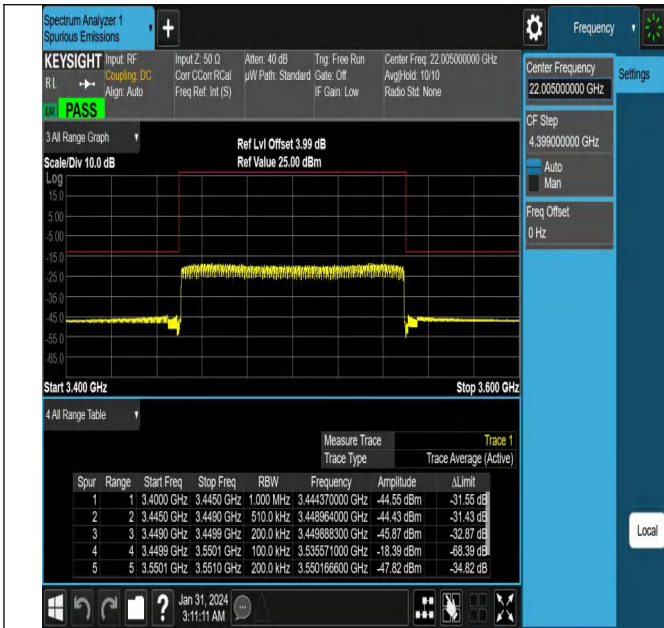 Spectrum Analyzer 1
Spurious Emissions
Frequency
KEYSIGHT Input: RF Input Z: 50 Ω Atten: 40 dB Trig: Free Run Center Freq: 22.005000000 GHz
RL Coupling: DC Corr CCorr RCal µW Path: Standard Gate: Off Avg|Hold: 10/10
Align: Auto Freq Ref: Int (S) IF Gain: Low Radio Std: None
PASS
Center Frequency
22.005000000 GHz
Settings
CF Step
4.399000000 GHz
Auto
Man
Freq Offset
0 Hz
3 All Range Graph
Ref Lvl Offset 3.99 dB
Scale/Div 10.0 dB Ref Value 25.00 dBm
Log
15.0
5.00
-5.00
-15.0
-25.0
-35.0
-45.0
-55.0
-65.0
Start 3.400 GHz Stop 3.600 GHz
4 All Range Table
Measure Trace Trace 1
Trace Type Trace Average (Active)
Spur Range Start Freq Stop Freq RBW Frequency Amplitude ΔLimit
1 1 3.4000 GHz 3.4450 GHz 1.000 MHz 3.444370000 GHz -44.55 dBm -31.55 dB
2 2 3.4450 GHz 3.4490 GHz 510.0 kHz 3.448964000 GHz -44.43 dBm -31.43 dB
3 3 3.4490 GHz 3.4499 GHz 200.0 kHz 3.449888300 GHz -45.87 dBm -32.87 dB
4 4 3.4499 GHz 3.5501 GHz 100.0 kHz 3.535571000 GHz -18.39 dBm -68.39 dB
5 5 3.5501 GHz 3.5510 GHz 200.0 kHz 3.550166600 GHz -47.82 dBm -34.82 dB
Local
Jan 31, 2024
3:11:11 AM